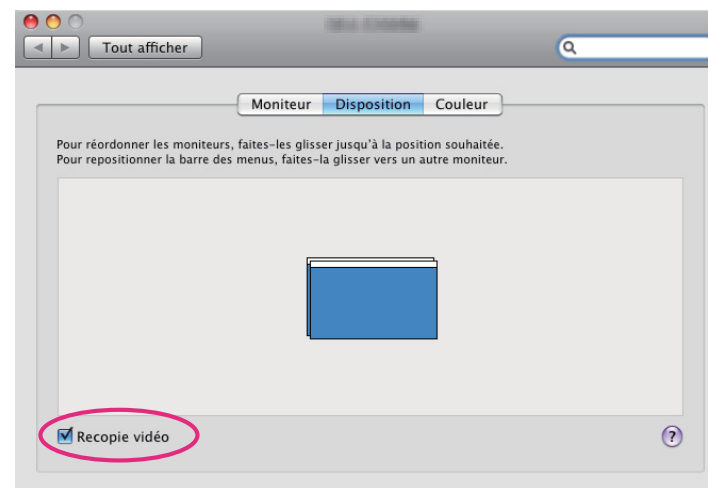 Tout afficher
Moniteur Disposition Couleur
Pour réordonner les moniteurs, faites-les glisser jusqu'à la position souhaitée.
Pour repositionner la barre des menus, faites-la glisser vers un autre moniteur.
Recopie vidéo
?